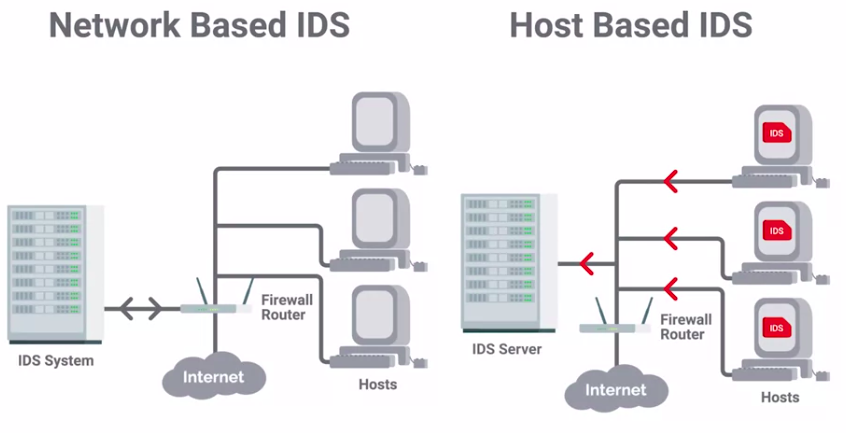 Network Based IDS
Firewall
Router
IDS System
Internet
Hosts
Host Based IDS
IDS
IDS
IDS
Firewall
Router
IDS Server
Internet
Hosts